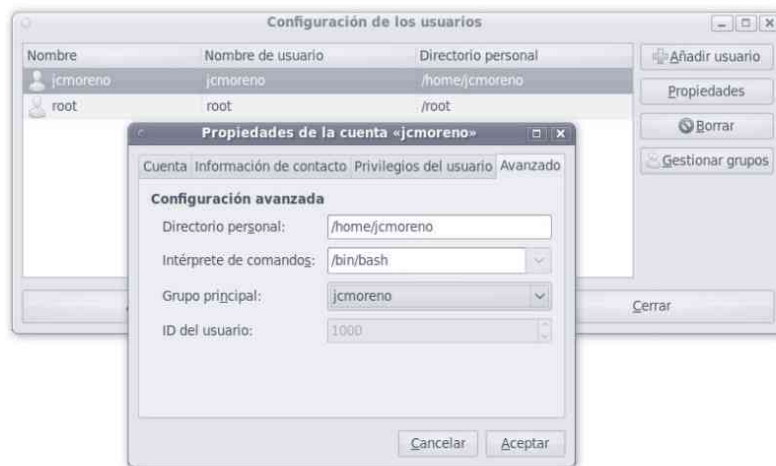 Configuración de los usuarios
Nombre Nombre de usuario Directorio personal
jcmoreno jcmoreno /home/jcmoreno
root root /root
Añadir usuario
Propiedades
Borrar
Gestionar grupos
Cerrar
Propiedades de la cuenta «jcmoreno»
Cuenta Información de contacto Privilegios del usuario Avanzado
Configuración avanzada
Directorio personal: /home/jcmoreno
Intérprete de comandos: /bin/bash
Grupo principal: jcmoreno
ID del usuario: 1000
Cancelar Aceptar